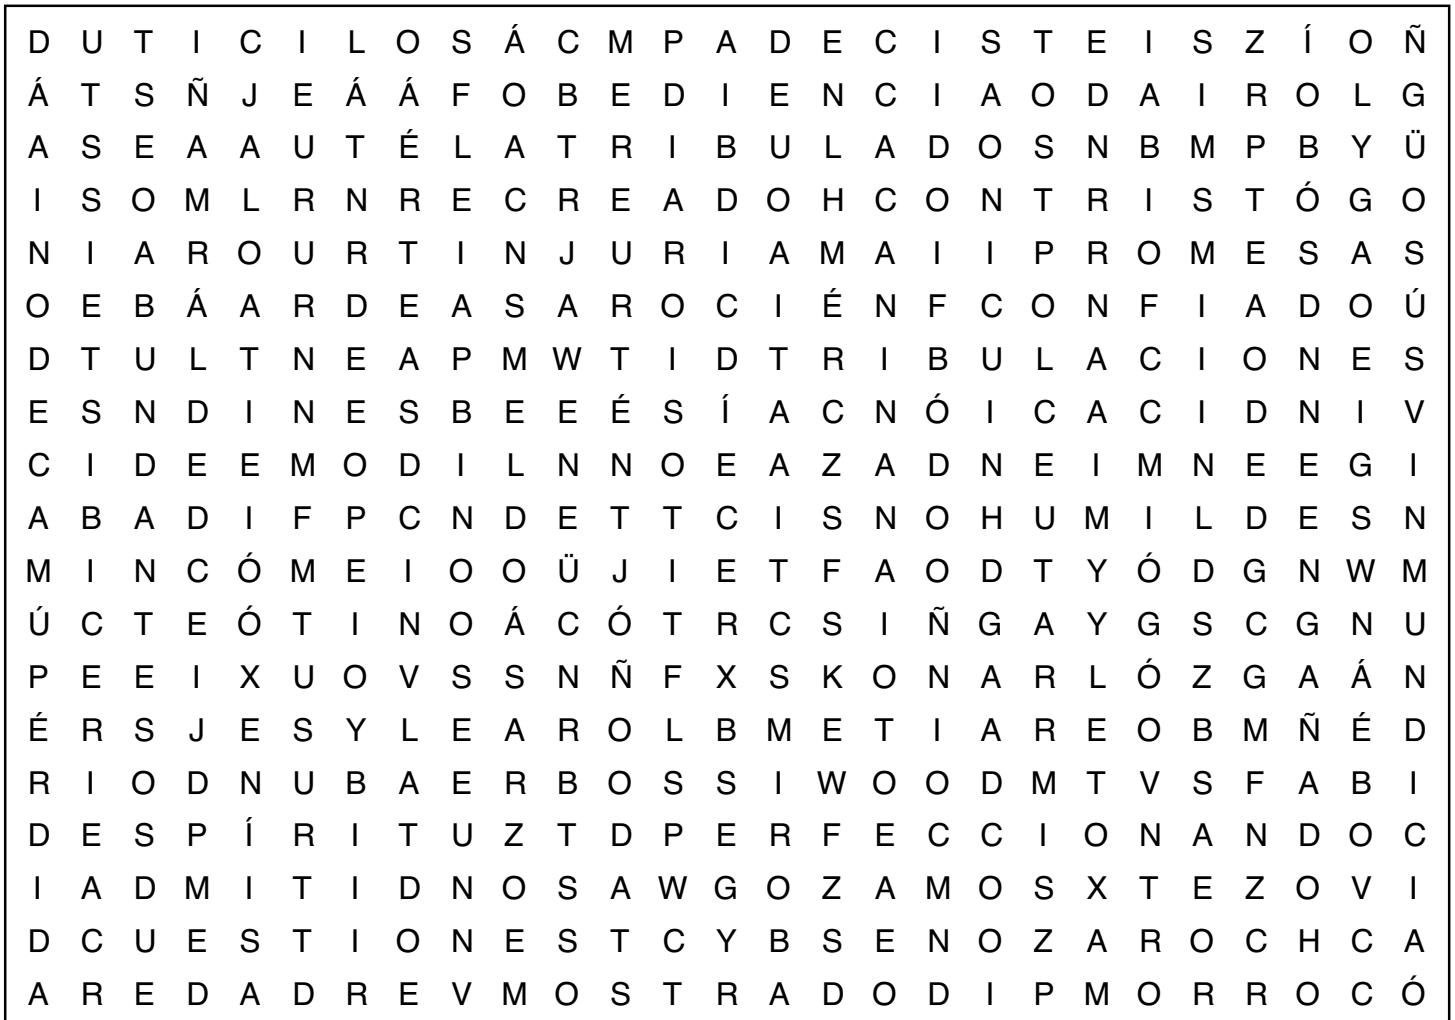 D U T I C I L O S Á C M P A D E C I S T E I S Z Í O Ñ
Á T S Ñ J E Á Á F O B E D I E N C I A O D A I R O L G
A S E A A U T É L A T R I B U L A D O S N B M P B Y Ü
I S O M L R N R E C R E A D O H C O N T R I S T Ó G O
N I A R O U R T I N J U R I A M A I I P R O M E S A S
O E B Á A R D E A S A R O C I É N F C O N F I A D O Ú
D T U L T N E A P M W T I D T R I B U L A C I O N E S
E S N D I N E S B E E É S Í A C N Ó I C A C I D N I V
C I D E E M O D I L N N O E A Z A D N E I M N E E G I
A B A D I F P C N D E T T C I S N O H U M I L D E S N
M I N C Ó M E I O O Ü J I E T F A O D T Y Ó D G N W M
Ú C T E Ó T I N O Á C Ó T R C S I Ñ G A Y G S C G N U
P E E I X U O V S S N Ñ F X S K O N A R L Ó Z G A Á N
É R S J E S Y L E A R O L B M E T I A R E O B M Ñ É D
R I O D N U B A E R B O S S I W O O D M T V S F A B I
D E S P Í R I T U Z T D P E R F E C C I O N A N D O C
I A D M I T I D N O S A W G O Z A M O S X T E Z O V I
D C U E S T I O N E S T C Y B S E N O Z A R O C H C A
A R E D A D R E V M O S T R A D O D I P M O R R O C Ó